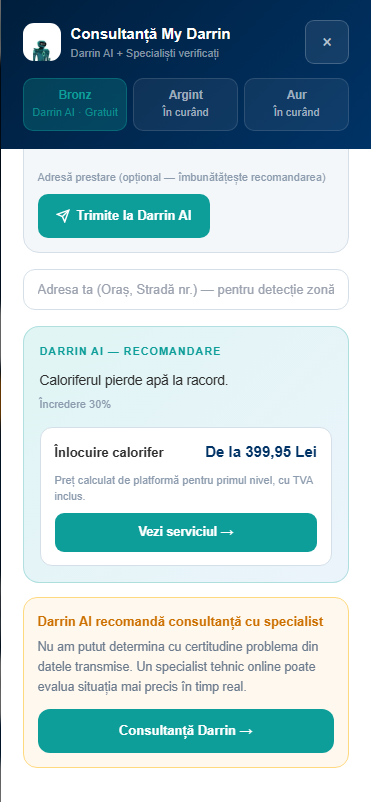 Consultanță My Darrin
Darrin AI + Specialiști verificați
×
Bronz
Darrin AI · Gratuit
Argint
În curând
Aur
În curând
Adresă prestare (opțional — îmbunătățește recomandarea)
Trimite la Darrin AI
Adresa ta (Oraș, Stradă nr.) — pentru detecție zonă
DARRIN AI — RECOMANDARE
Caloriferul pierde apă la racord.
Încredere 30%
Înlocuire calorifer
De la 399,95 Lei
Preț calculat de platformă pentru primul nivel, cu TVA
inclus.
Vezi serviciul →
Darrin AI recomandă consultanță cu specialist
Nu am putut determina cu certitudine problema din
datele transmise. Un specialist tehnic online poate
evalua situația mai precis în timp real.
Consultanță Darrin →